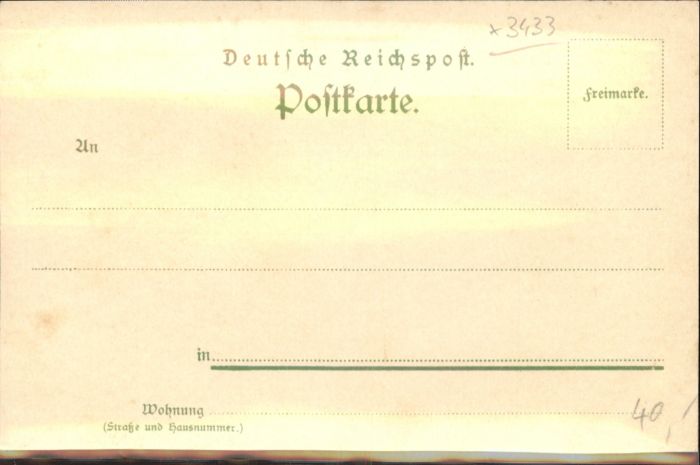 *3433
Deutsche Reichspost.
Postkarte.
Freimarke.
An
in
Wohnung
(Straße und Hausnummer.)
40,/